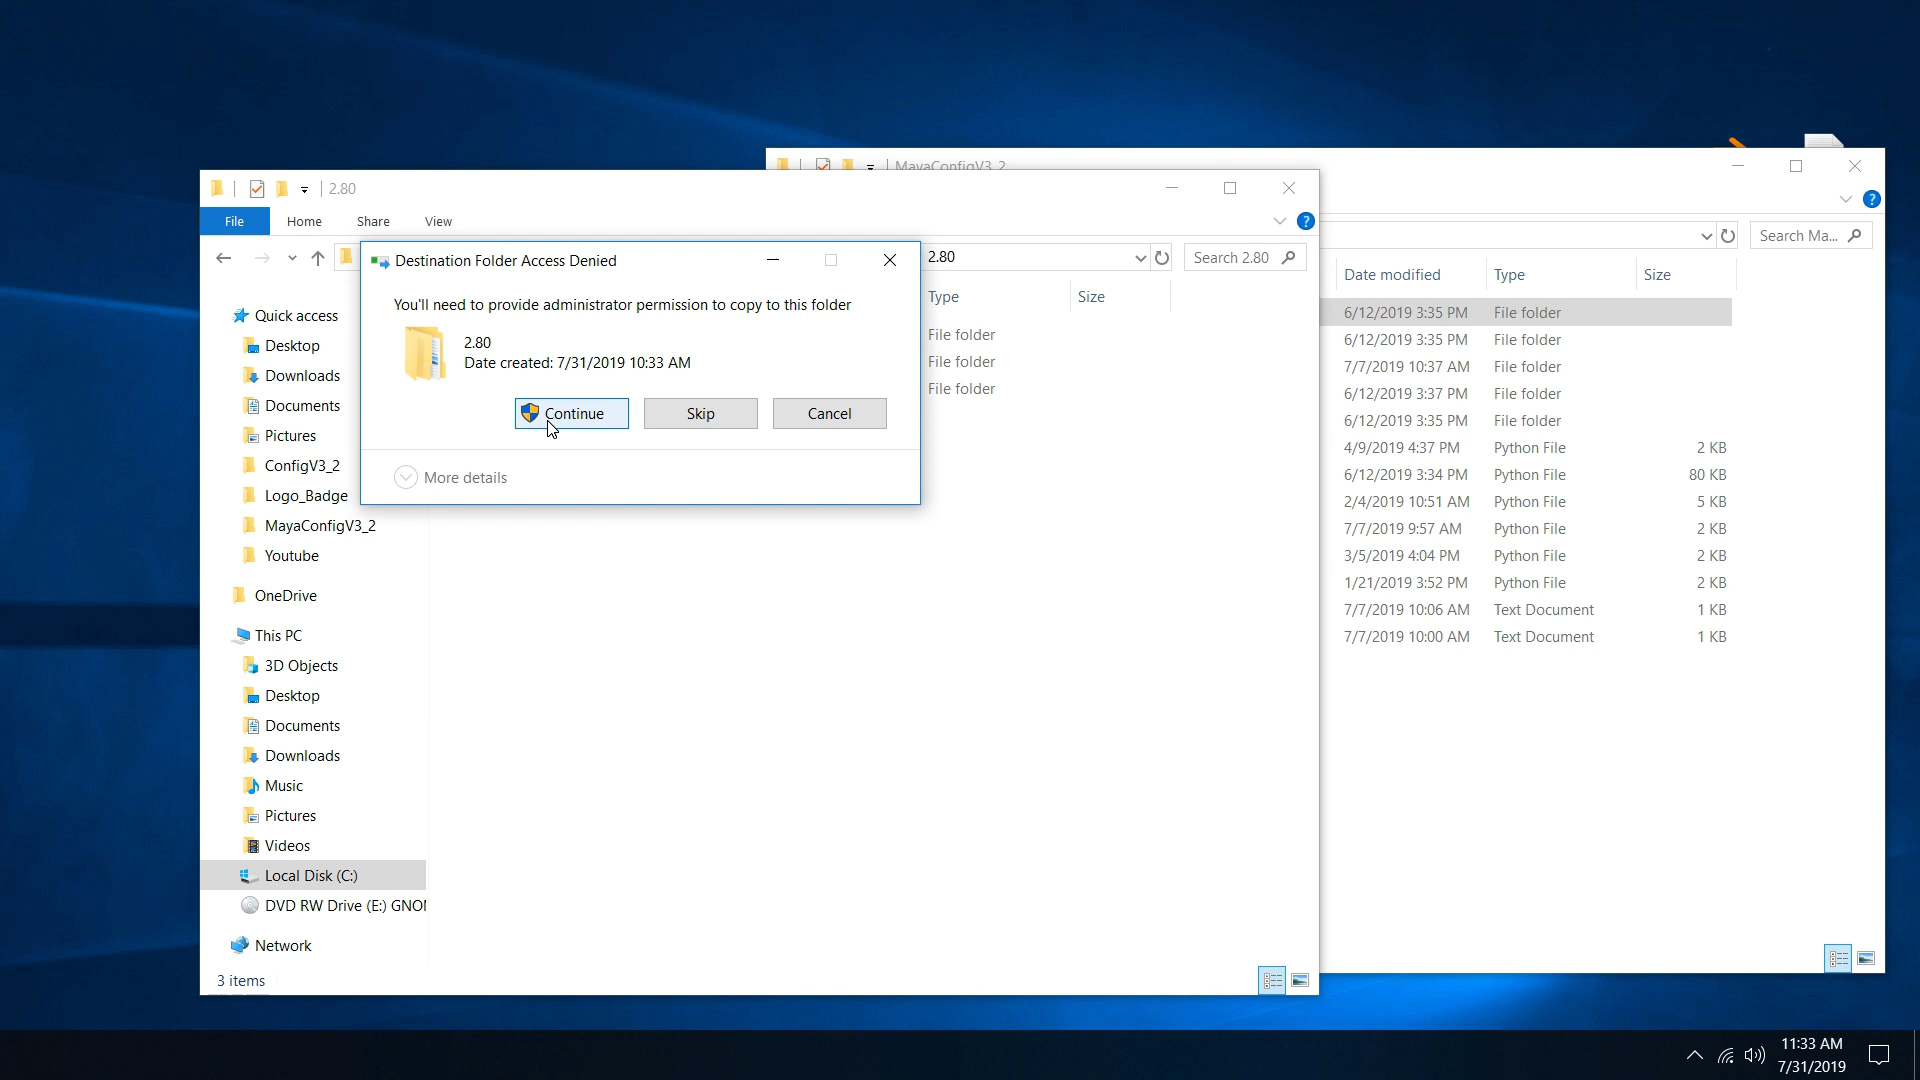 MayaConfigV3_2
2.80
File
Home
Share
View
2.80
Search 2.80
Search Ma...
Type
Size
File folder
File folder
File folder
Quick access
Desktop
Downloads
Documents
Pictures
ConfigV3_2
Logo_Badge
MayaConfigV3_2
Youtube
OneDrive
This PC
3D Objects
Desktop
Documents
Downloads
Music
Pictures
Videos
Local Disk (C:)
DVD RW Drive (E:) GNO
Network
3 items
Destination Folder Access Denied
You'll need to provide administrator permission to copy to this folder
2.80
Date created: 7/31/2019 10:33 AM
Continue
Skip
Cancel
More details
Date modified Type Size
6/12/2019 3:35 PM File folder
6/12/2019 3:35 PM File folder
7/7/2019 10:37 AM File folder
6/12/2019 3:37 PM File folder
6/12/2019 3:35 PM File folder
4/9/2019 4:37 PM Python File 2 KB
6/12/2019 3:34 PM Python File 80 KB
2/4/2019 10:51 AM Python File 5 KB
7/7/2019 9:57 AM Python File 2 KB
3/5/2019 4:04 PM Python File 2 KB
1/21/2019 3:52 PM Python File 2 KB
7/7/2019 10:06 AM Text Document 1 KB
7/7/2019 10:00 AM Text Document 1 KB
11:33 AM
7/31/2019